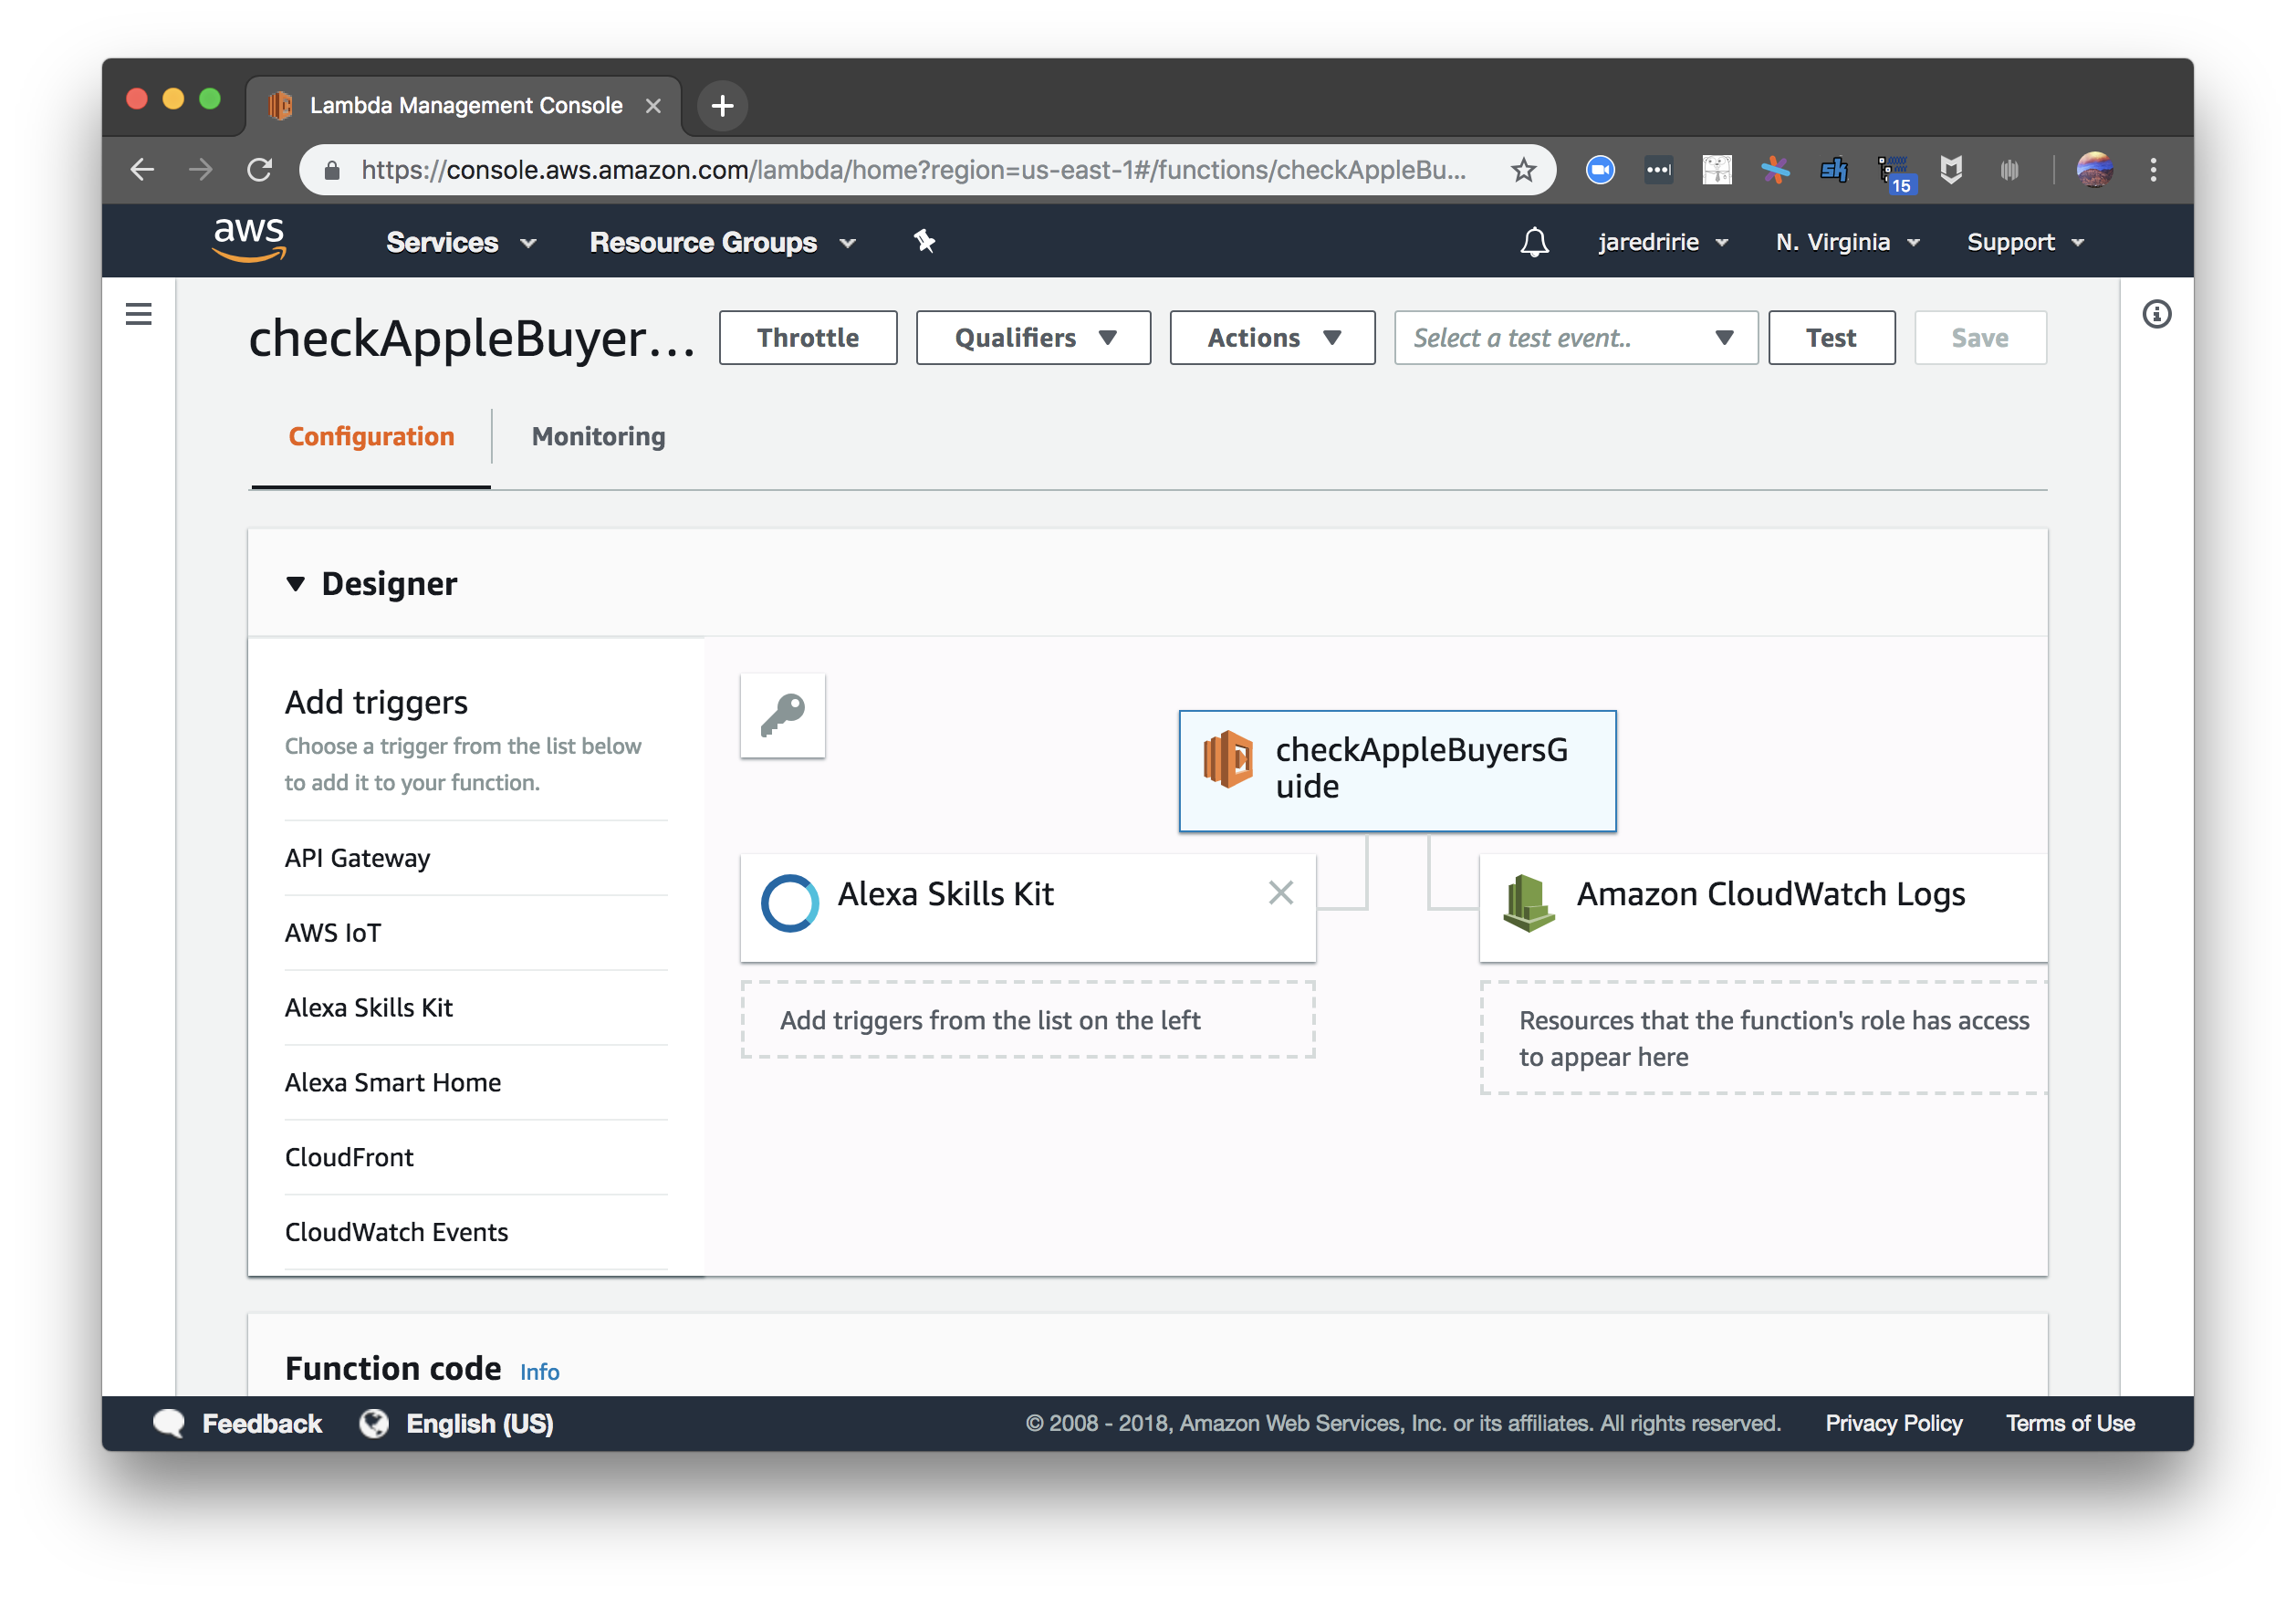 Lambda Management Console
https://console.aws.amazon.com/lambda/home?region=us-east-1#/functions/checkAppleBu...
sk
15
aws
Services
Resource Groups
jaredririe
N. Virginia
Support
checkAppleBuyer...
Throttle
Qualifiers
Actions
Select a test event..
Test
Save
Configuration
Monitoring
Designer
Add triggers
Choose a trigger from the list below
to add it to your function.
API Gateway
AWS IoT
Alexa Skills Kit
Alexa Smart Home
CloudFront
CloudWatch Events
checkAppleBuyersG
uide
Alexa Skills Kit
Amazon CloudWatch Logs
Add triggers from the list on the left
Resources that the function's role has access
to appear here
Function code Info
Feedback
English (US)
© 2008 - 2018, Amazon Web Services, Inc. or its affiliates. All rights reserved.
Privacy Policy
Terms of Use